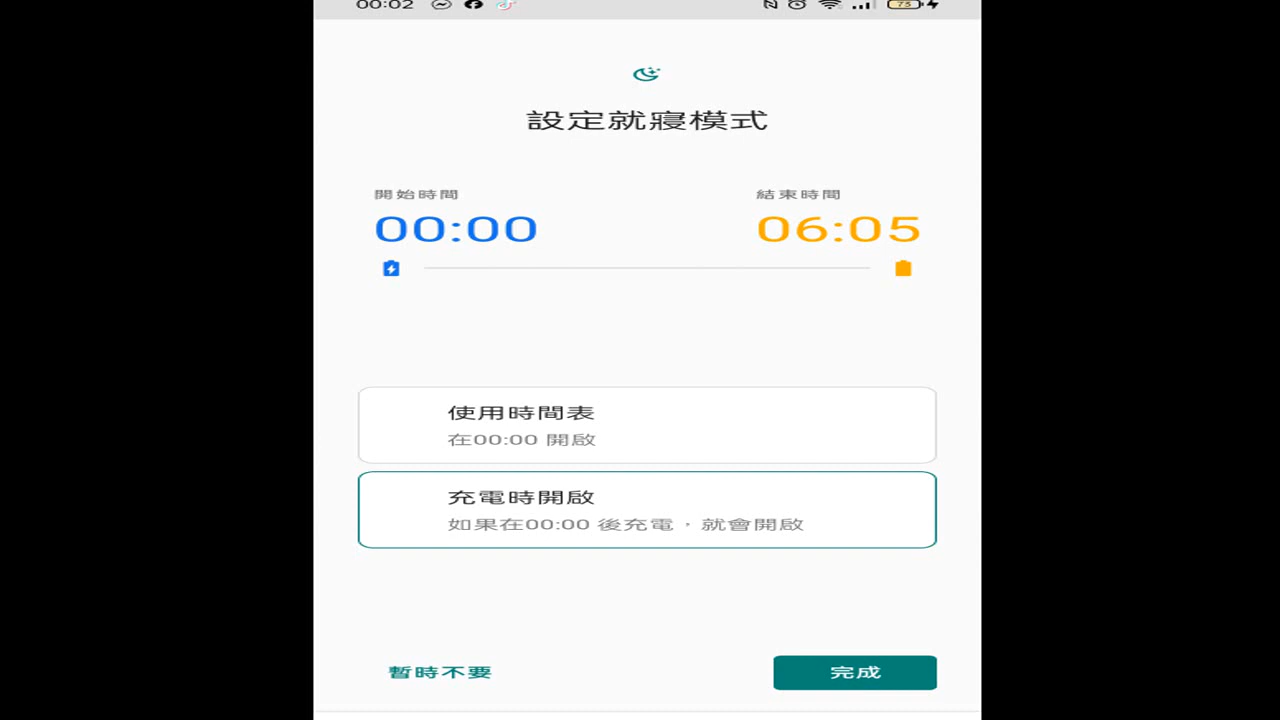 00:02
75
設定就寢模式
開始時間
結束時間
00:00
06:05
使用時間表
在00:00 開啟
充電時開啟
如果在00:00 後充電，就會開啟
暫時不要
完成